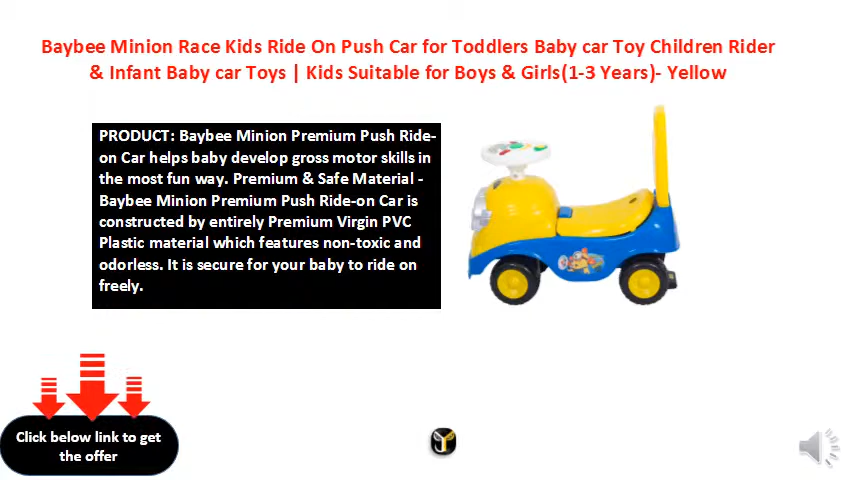 Baybee Minion Race Kids Ride On Push Car for Toddlers Baby car Toy Children Rider
& Infant Baby car Toys | Kids Suitable for Boys & Girls(1-3 Years)- Yellow
PRODUCT: Baybee Minion Premium Push Ride-
on Car helps baby develop gross motor skills in
the most fun way. Premium & Safe Material -
Baybee Minion Premium Push Ride-on Car is
constructed by entirely Premium Virgin PVC
Plastic material which features non-toxic and
odorless. It is secure for your baby to ride on
freely.
Click below link to get
the offer